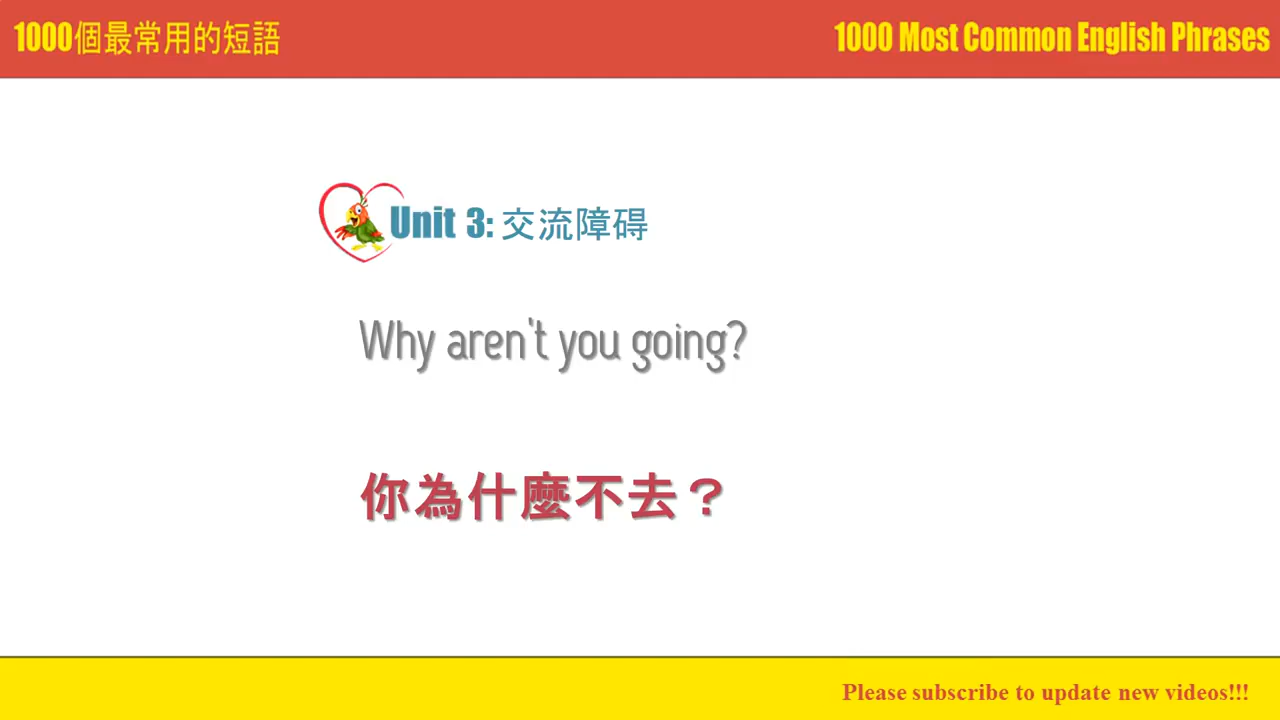 1000個最常用的短語
1000 Most Common English Phrases
Unit 3: 交流障碍
Why aren't you going?
你為什麼不去？
Please subscribe to update new videos!!!